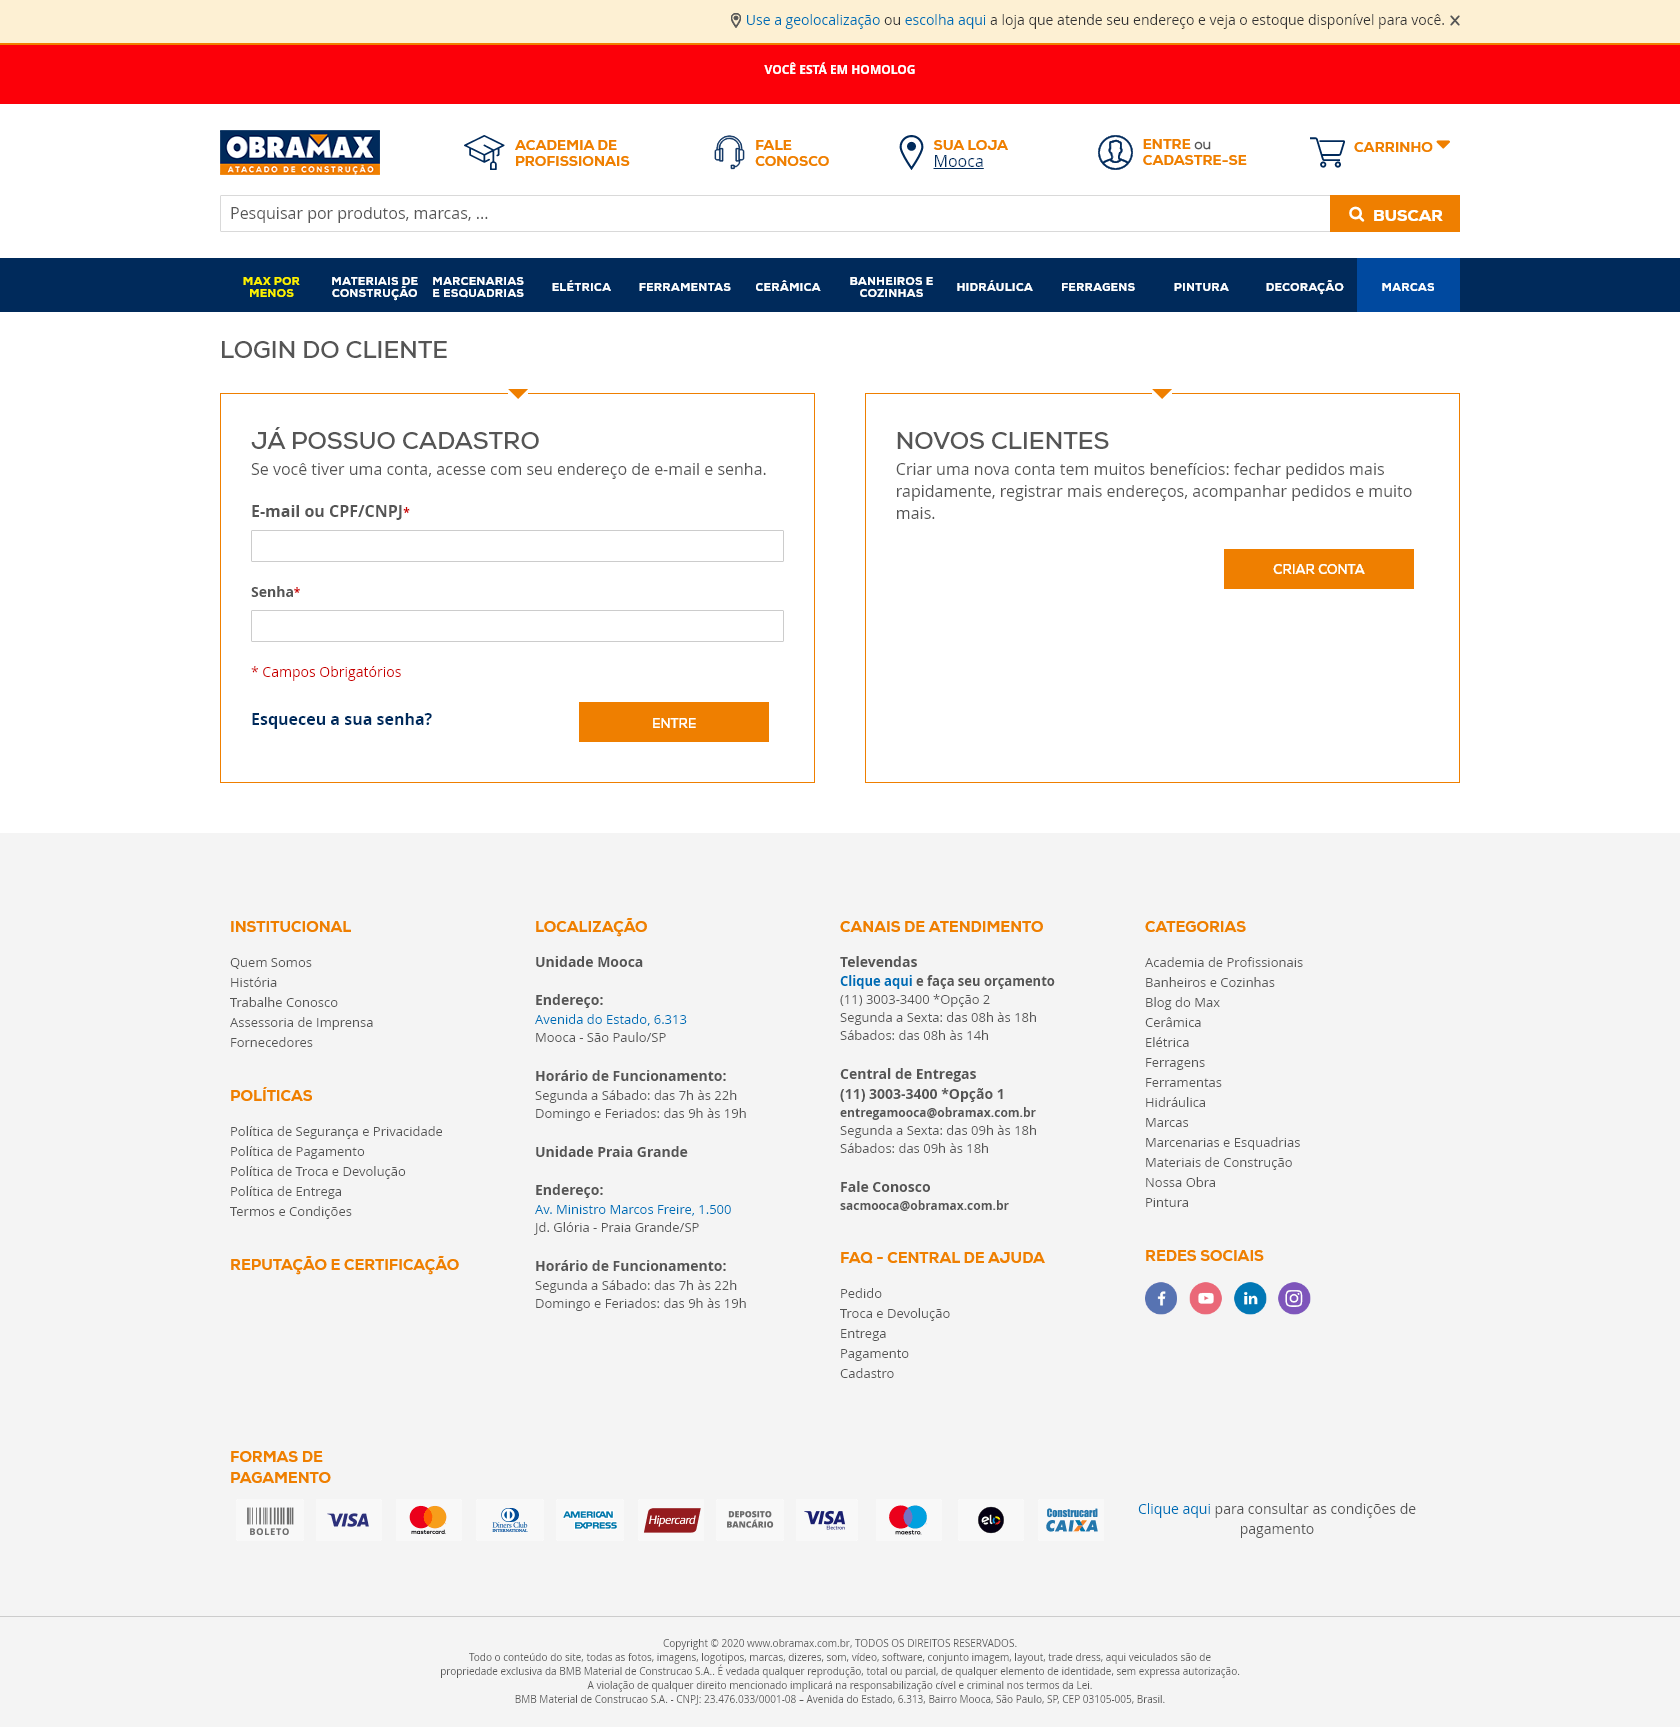 Use a geolocalização ou escolha aqui a loja que atende seu endereço e veja o estoque disponível para você.
VOCÊ ESTÁ EM HOMOLOG
OBRAMAX
ATACADO DE CONSTRUÇÃO
ACADEMIA DE
PROFISSIONAIS
FALE
CONOSCO
SUA LOJA
Mooca
ENTRE ou
CADASTRE-SE
CARRINHO
Pesquisar por produtos, marcas, ...
BUSCAR
MAX POR
MENOS
MATERIAIS DE
CONSTRUÇÃO
MARCENARIAS
E ESQUADRIAS
ELÉTRICA
FERRAMENTAS
CERÂMICA
BANHEIROS E
COZINHAS
HIDRÁULICA
FERRAGENS
PINTURA
DECORAÇÃO
MARCAS
LOGIN DO CLIENTE
JÁ POSSUO CADASTRO
Se você tiver uma conta, acesse com seu endereço de e-mail e senha.
E-mail ou CPF/CNPJ*
Senha*
* Campos Obrigatórios
Esqueceu a sua senha?
ENTRE
NOVOS CLIENTES
Criar uma nova conta tem muitos benefícios: fechar pedidos mais
rapidamente, registrar mais endereços, acompanhar pedidos e muito
mais.
CRIAR CONTA
INSTITUCIONAL
Quem Somos
História
Trabalhe Conosco
Assessoria de Imprensa
Fornecedores
POLÍTICAS
Política de Segurança e Privacidade
Política de Pagamento
Política de Troca e Devolução
Política de Entrega
Termos e Condições
REPUTAÇÃO E CERTIFICAÇÃO
LOCALIZAÇÃO
Unidade Mooca
Endereço:
Avenida do Estado, 6.313
Mooca - São Paulo/SP
Horário de Funcionamento:
Segunda a Sábado: das 7h às 22h
Domingo e Feriados: das 9h às 19h
Unidade Praia Grande
Endereço:
Av. Ministro Marcos Freire, 1.500
Jd. Glória - Praia Grande/SP
Horário de Funcionamento:
Segunda a Sábado: das 7h às 22h
Domingo e Feriados: das 9h às 19h
CANAIS DE ATENDIMENTO
Televendas
Clique aqui e faça seu orçamento
(11) 3003-3400 *Opção 2
Segunda a Sexta: das 08h às 18h
Sábados: das 08h às 14h
Central de Entregas
(11) 3003-3400 *Opção 1
entregamooca@obramax.com.br
Segunda a Sexta: das 09h às 18h
Sábados: das 09h às 18h
Fale Conosco
sacmooca@obramax.com.br
FAQ - CENTRAL DE AJUDA
Pedido
Troca e Devolução
Entrega
Pagamento
Cadastro
CATEGORIAS
Academia de Profissionais
Banheiros e Cozinhas
Blog do Max
Cerâmica
Elétrica
Ferragens
Ferramentas
Hidráulica
Marcas
Marcenarias e Esquadrias
Materiais de Construção
Nossa Obra
Pintura
REDES SOCIAIS
FORMAS DE
PAGAMENTO
BOLETO
VISA
mastercard.
Diners Club
INTERNATIONAL
AMERICAN
EXPRESS
Hipercard
DEPOSITO
BANCÁRIO
VISA
Electron
maestro.
elo
Construcard
CAIXA
Clique aqui para consultar as condições de
pagamento
Copyright © 2020 www.obramax.com.br, TODOS OS DIREITOS RESERVADOS.
Todo o conteúdo do site, todas as fotos, imagens, logotipos, marcas, dizeres, som, vídeo, software, conjunto imagem, layout, trade dress, aqui veiculados são de
propriedade exclusiva da BMB Material de Construcao S.A.. É vedada qualquer reprodução, total ou parcial, de qualquer elemento de identidade, sem expressa autorização.
A violação de qualquer direito mencionado implicará na responsabilização cível e criminal nos termos da Lei.
BMB Material de Construcao S.A. - CNPJ: 23.476.033/0001-08 – Avenida do Estado, 6.313, Bairro Mooca, São Paulo, SP, CEP 03105-005, Brasil.